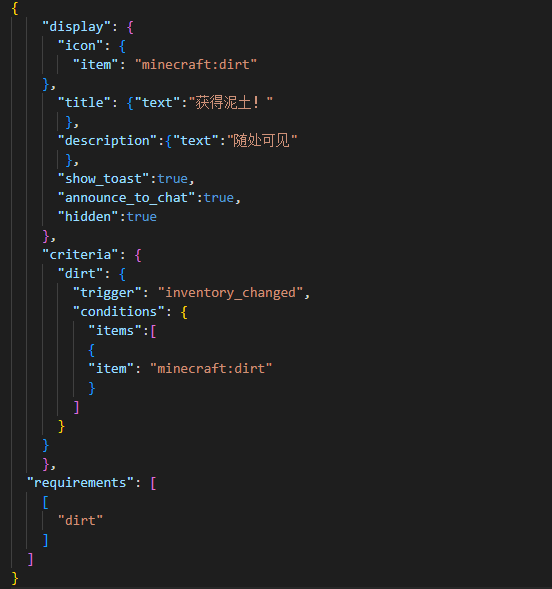 {
"display": {
"icon": {
"item": "minecraft:dirt"
},
"title": {"text":"获得泥土！"
},
"description":{"text":"随处可见"
},
"show_toast":true,
"announce_to_chat":true,
"hidden":true
},
"criteria": {
"dirt": {
"trigger": "inventory_changed",
"conditions": {
"items":[
{
"item": "minecraft:dirt"
}
]
}
}
},
"requirements": [
[
"dirt"
]
]
}